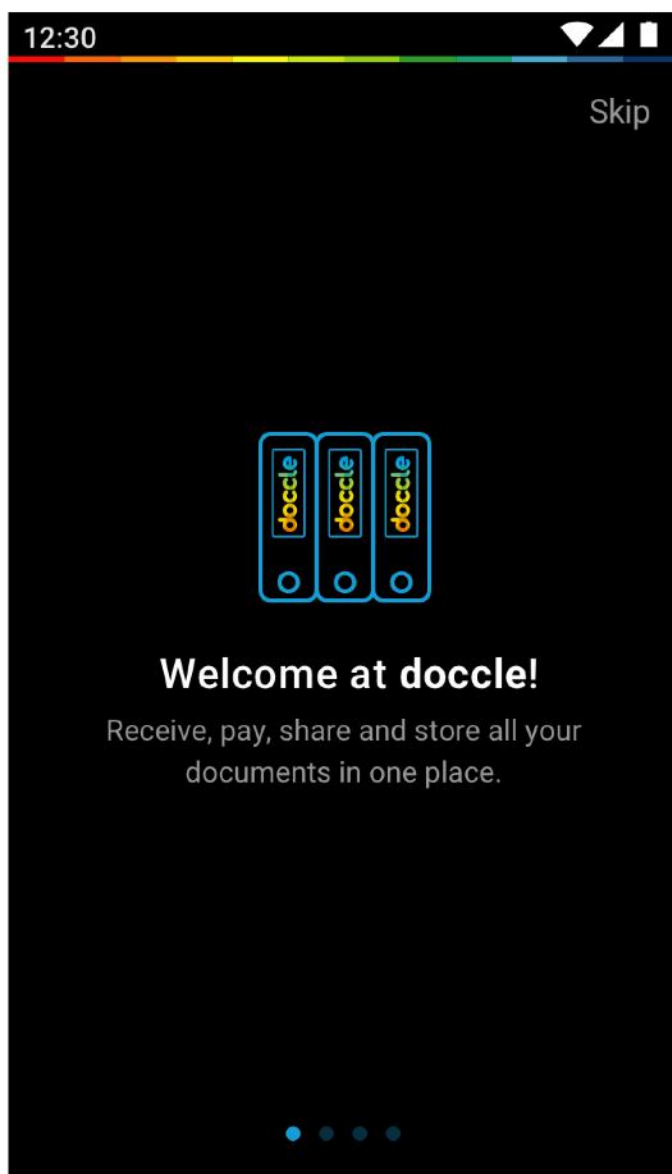 12:30
Skip
doccle
doccle
doccle
Welcome at doccle!
Receive, pay, share and store all your
documents in one place.